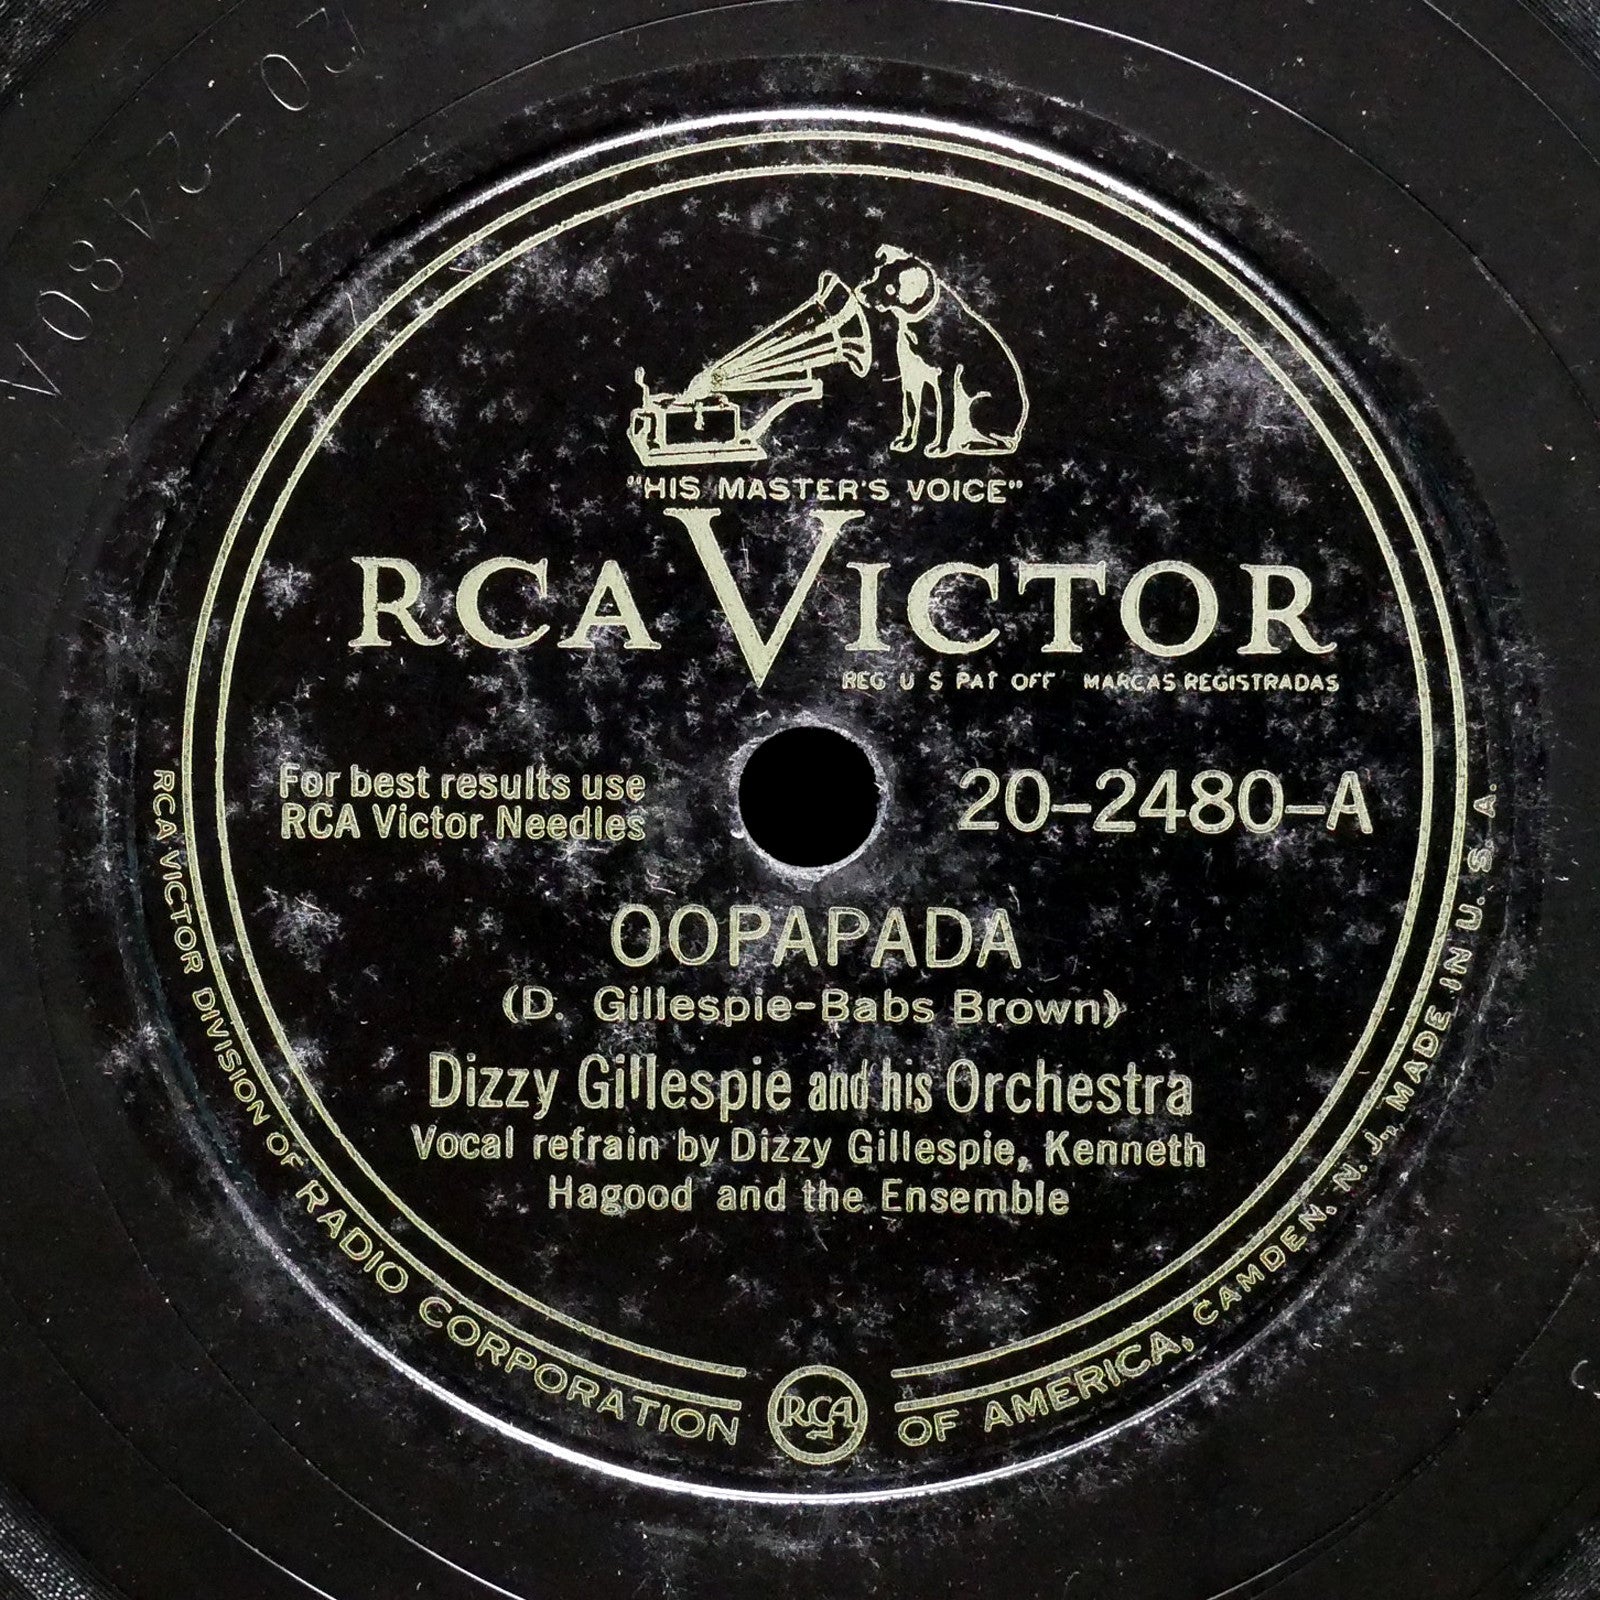 20-2480A
"HIS MASTER'S VOICE"
RCA VICTOR
REG U S PAT OFF MARCAS REGISTRADAS
For best results use
RCA Victor Needles
20-2480-A
OOPAPADA
(D. Gillespie-Babs Brown)
Dizzy Gillespie and his Orchestra
Vocal refrain by Dizzy Gillespie, Kenneth
Hagood and the Ensemble
RCA VICTOR DIVISION OF RADIO CORPORATION OF AMERICA, CAMDEN, N. J., MADE IN U. S. A.
RCA